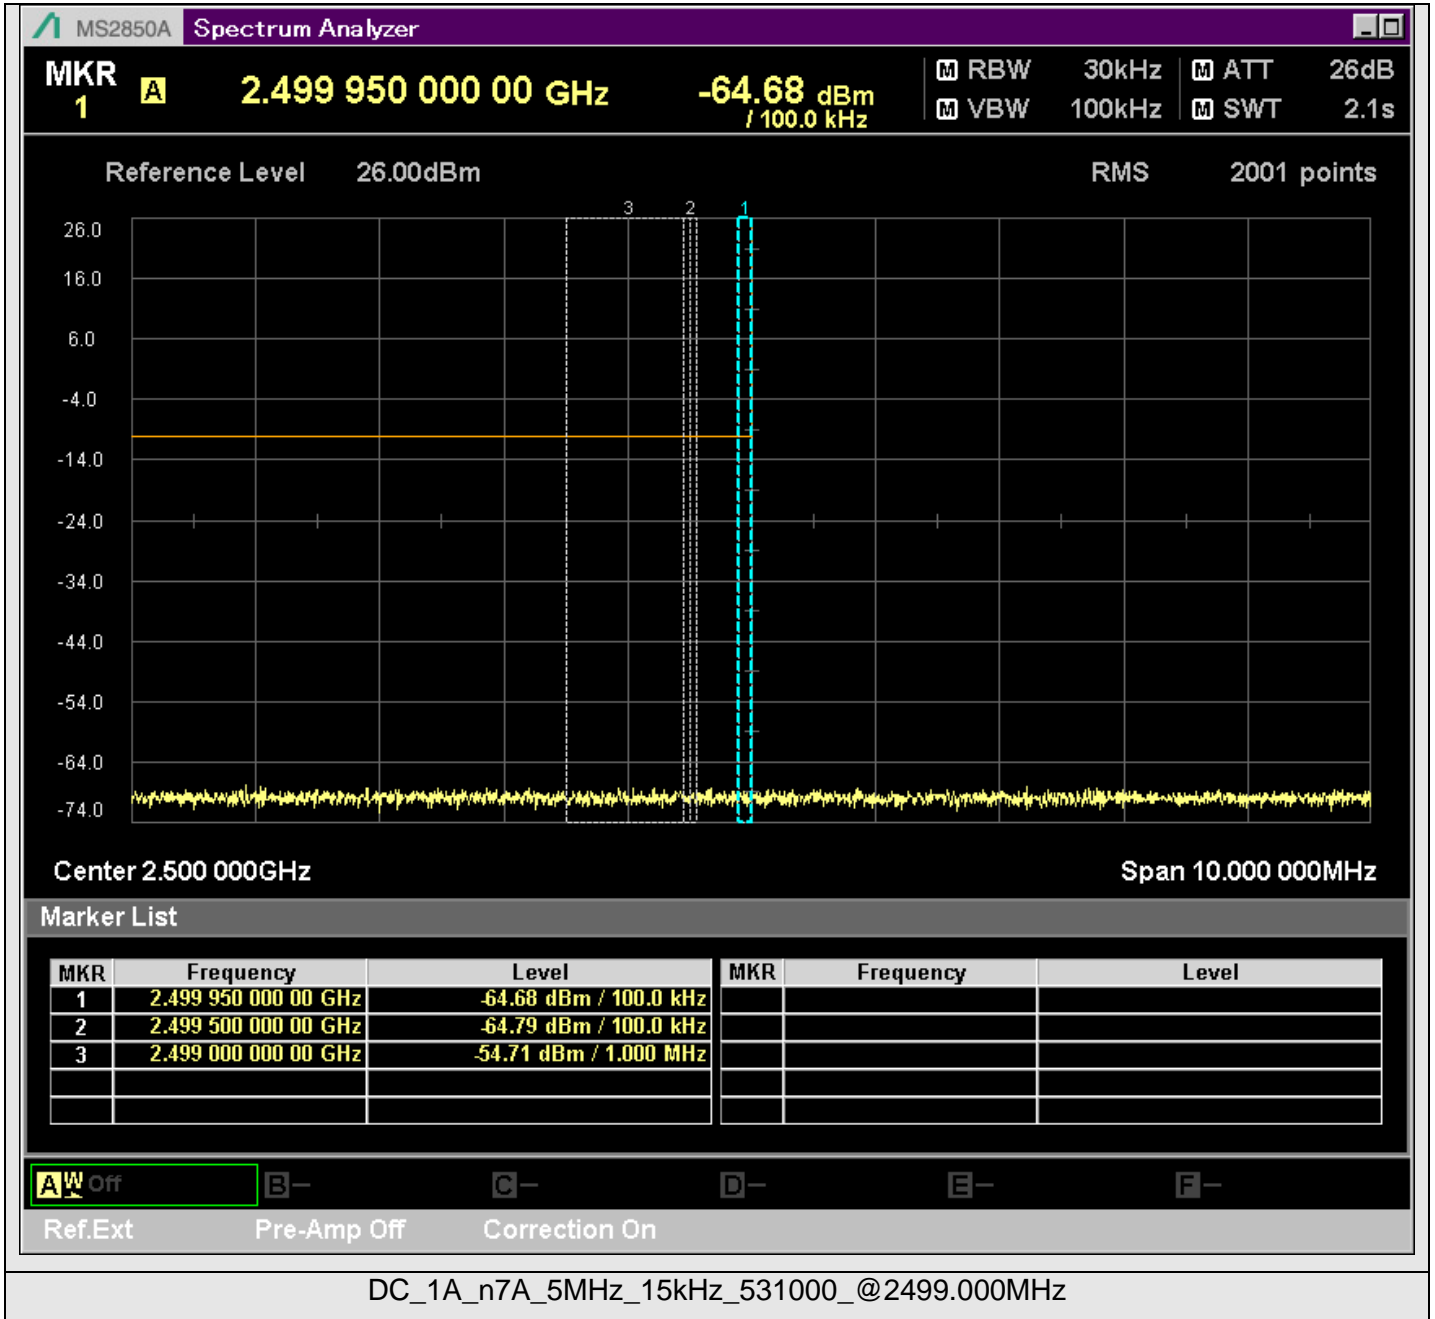 MS2850A Spectrum Analyzer
MKR 1 A 2.499 950 000 00 GHz -64.68 dBm / 100.0 kHz
M RBW 30kHz M ATT 26dB
M VBW 100kHz M SWT 2.1s
Reference Level 26.00dBm RMS 2001 points
3 2 1
26.0
16.0
6.0
-4.0
-14.0
-24.0
-34.0
-44.0
-54.0
-64.0
-74.0
Center 2.500 000GHz Span 10.000 000MHz
Marker List
MKR Frequency Level MKR Frequency Level
1 2.499 950 000 00 GHz -64.68 dBm / 100.0 kHz
2 2.499 500 000 00 GHz -64.79 dBm / 100.0 kHz
3 2.499 000 000 00 GHz -54.71 dBm / 1.000 MHz
A W Off B — C — D — E — F —
Ref.Ext Pre-Amp Off Correction On
DC_1A_n7A_5MHz_15kHz_531000_@2499.000MHz